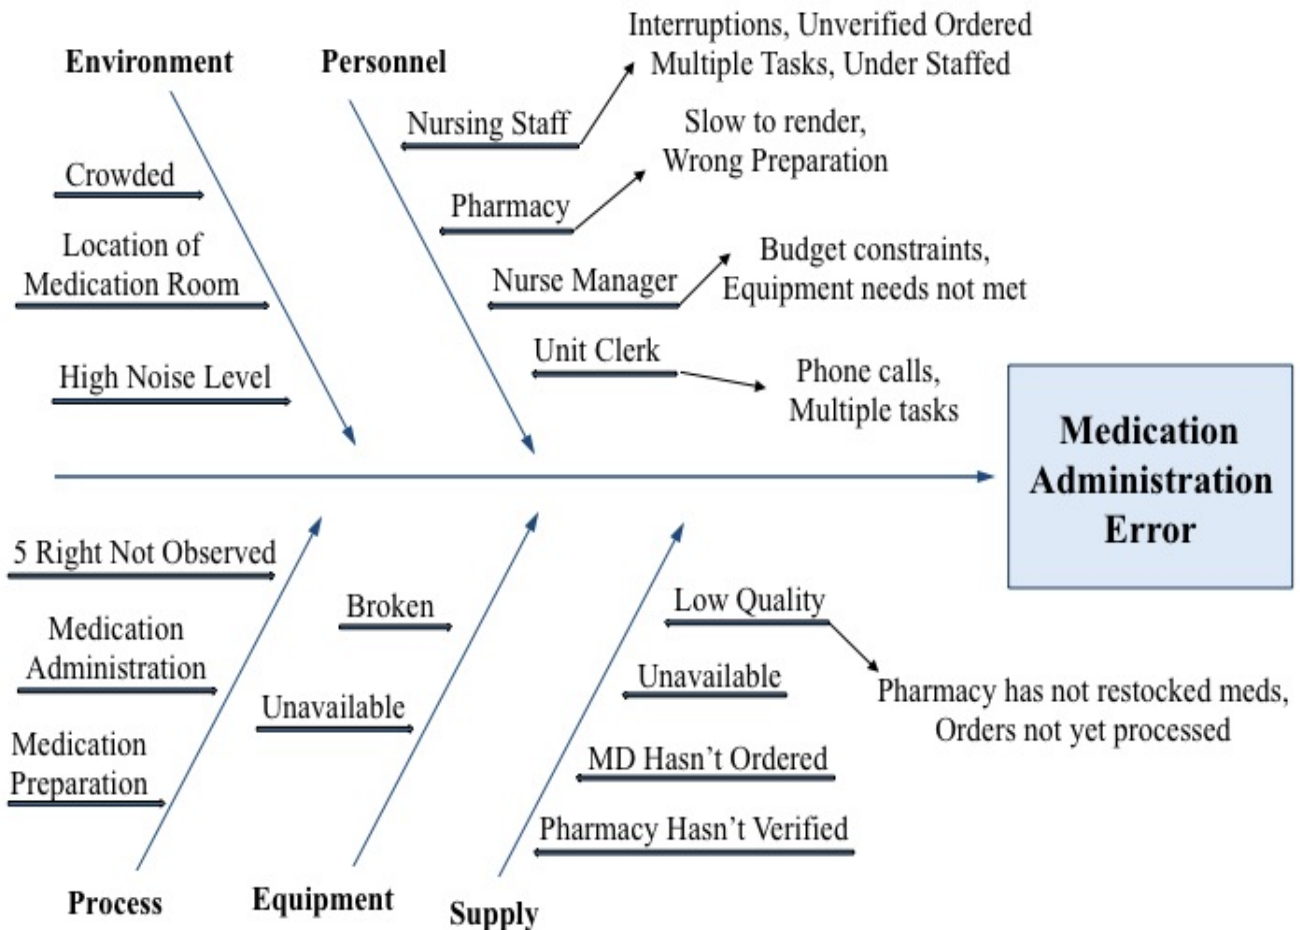 Environment
Crowded
Location of
Medication Room
High Noise Level
Personnel
Nursing Staff
Interruptions, Unverified Ordered
Multiple Tasks, Under Staffed
Pharmacy
Slow to render,
Wrong Preparation
Nurse Manager
Budget constraints,
Equipment needs not met
Unit Clerk
Phone calls,
Multiple tasks
Medication
Administration
Error
5 Right Not Observed
Medication
Administration
Medication
Preparation
Process
Broken
Unavailable
Equipment
Low Quality
Pharmacy has not restocked meds,
Orders not yet processed
Unavailable
MD Hasn't Ordered
Pharmacy Hasn't Verified
Supply